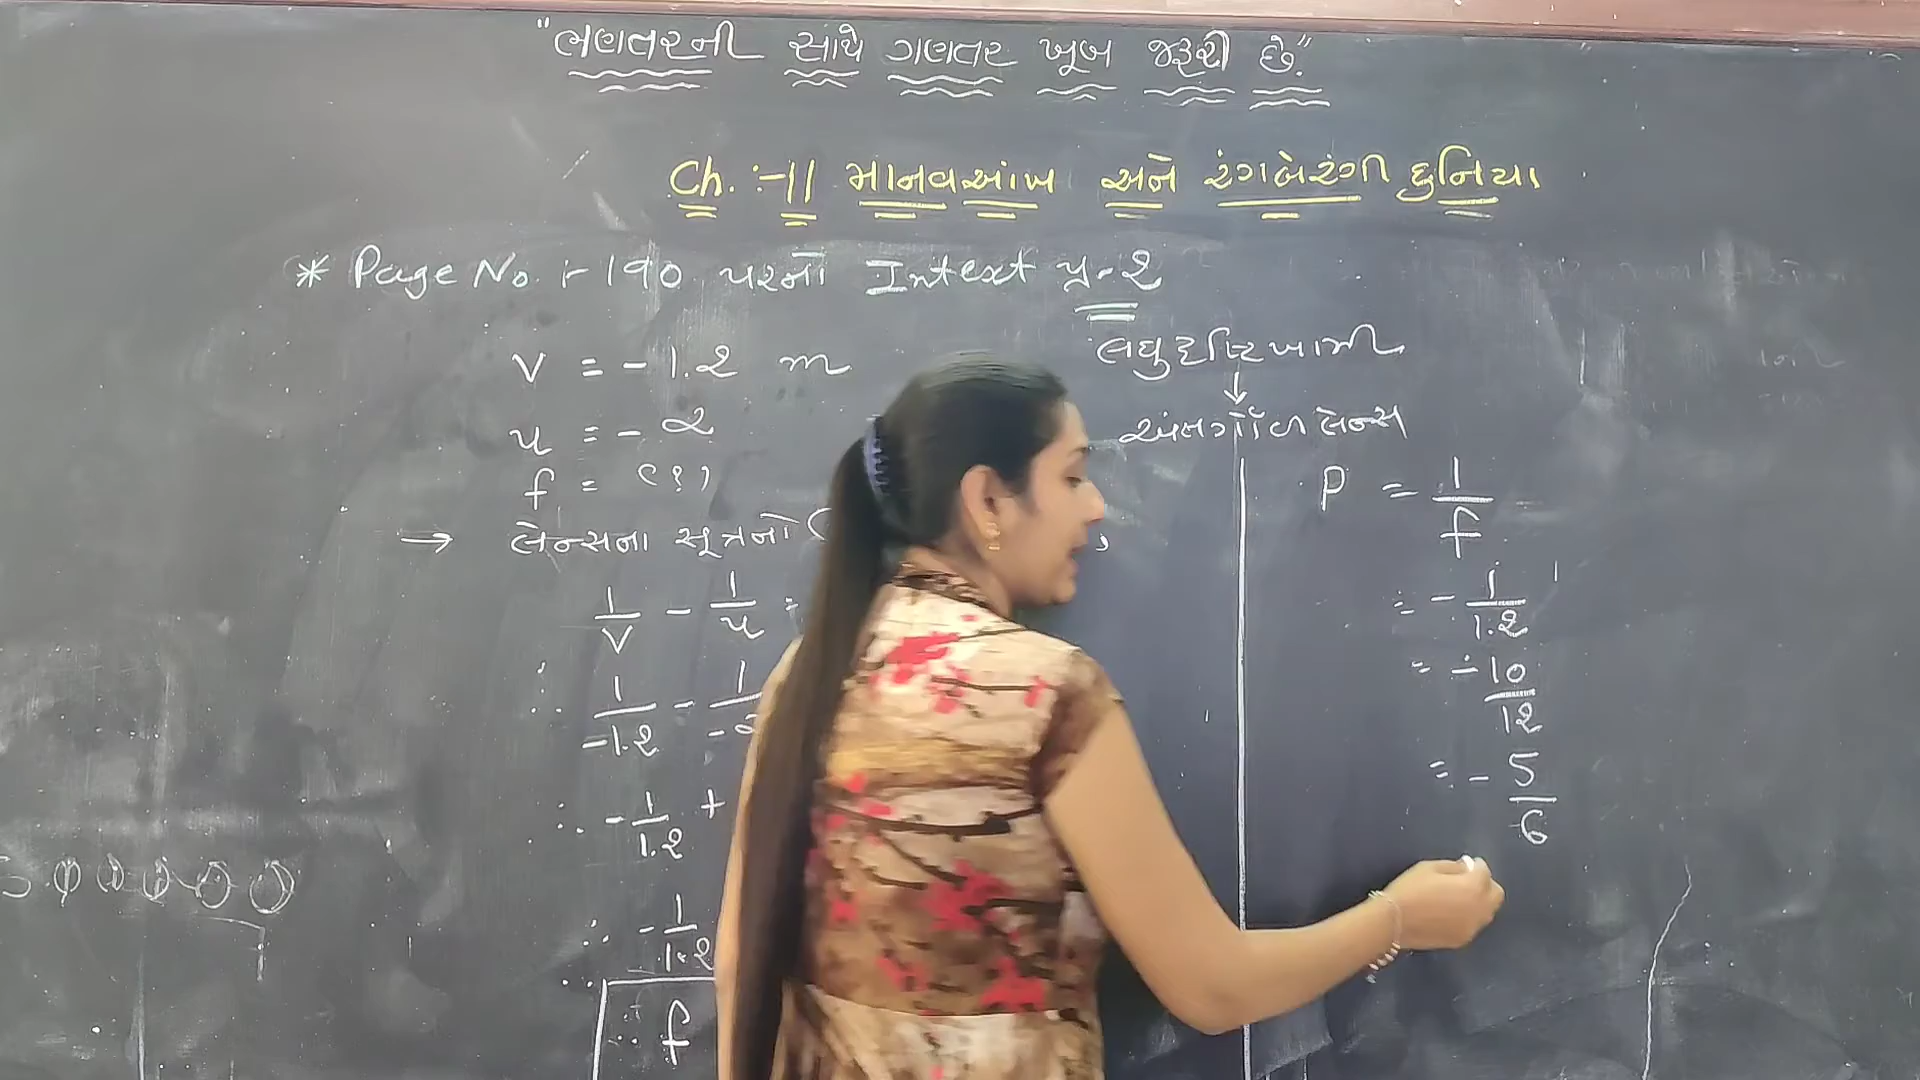 "ભણતરની સાથે ગણતર ખૂબ જરૂરી છે."
Ch. :-11 માનવઆંખ અને રંગબેરંગી દુનિયા
* Page No. :- 190 પરનો Intext પ્ર-2
v = - 1.2 m
u = - ∝
f = (?)
→ લેન્સના સૂત્રનો
1/v - 1/u =
∴ 1/-1.2 - 1/-
∴ - 1/1.2 +
∴ - 1/1.2
∴ f
લઘુદ્રષ્ટિખામી
↓
અંતર્ગોળ લેન્સ
P = 1/f
= - 1/1.2
= - 10/12
= - 5/6